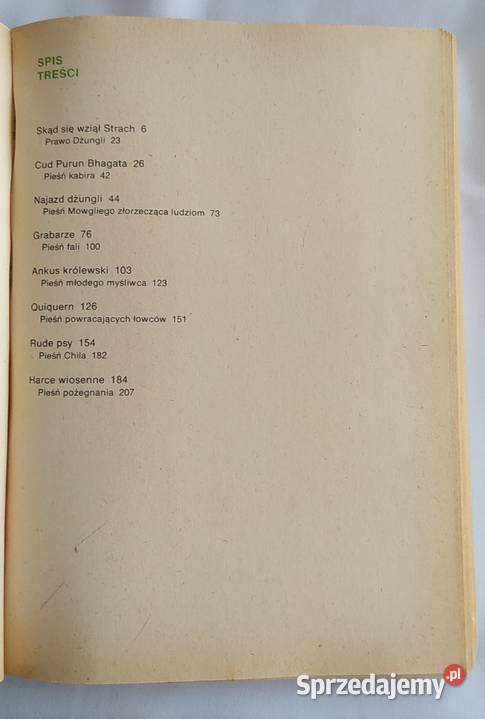 SPIS
TREŚCI
Skąd się wziął Strach 6
Prawo Dżungli 23
Cud Purun Bhagata 26
Pieśń kabira 42
Najazd dżungli 44
Pieśń Mowgliego złorzecząca ludziom 73
Grabarze 76
Pieśń fali 100
Ankus królewski 103
Pieśń młodego myśliwca 123
Quiquern 126
Pieśń powracających łowców 151
Rude psy 154
Pieśń Chila 182
Harce wiosenne 184
Pieśń pożegnania 207
Sprzedajemy.pl